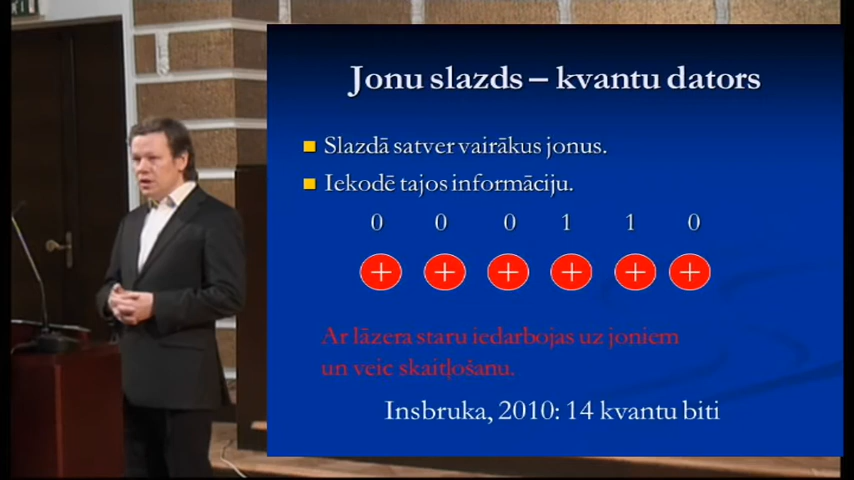 Jonu slazds – kvantu dators
Slazdā satver vairākus jonus.
Iekodē tajos informāciju.
0 0 0 1 1 0
+ + + + + +
Ar lāzera staru iedarbojas uz joniem
un veic skaitļošanu.
Insbruka, 2010: 14 kvantu biti